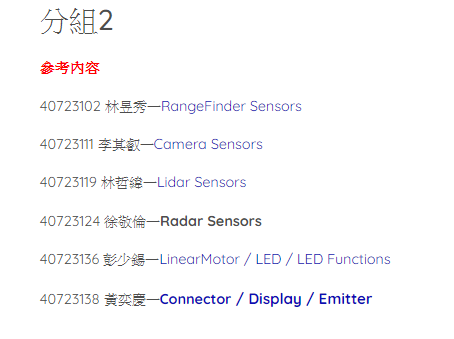 分組2
參考內容
40723102 林昱秀—RangeFinder Sensors
40723111 李其叡—Camera Sensors
40723119 林哲緯—Lidar Sensors
40723124 徐敬倫—Radar Sensors
40723136 彭少鍚—LinearMotor / LED / LED Functions
40723138 黃奕慶—Connector / Display / Emitter